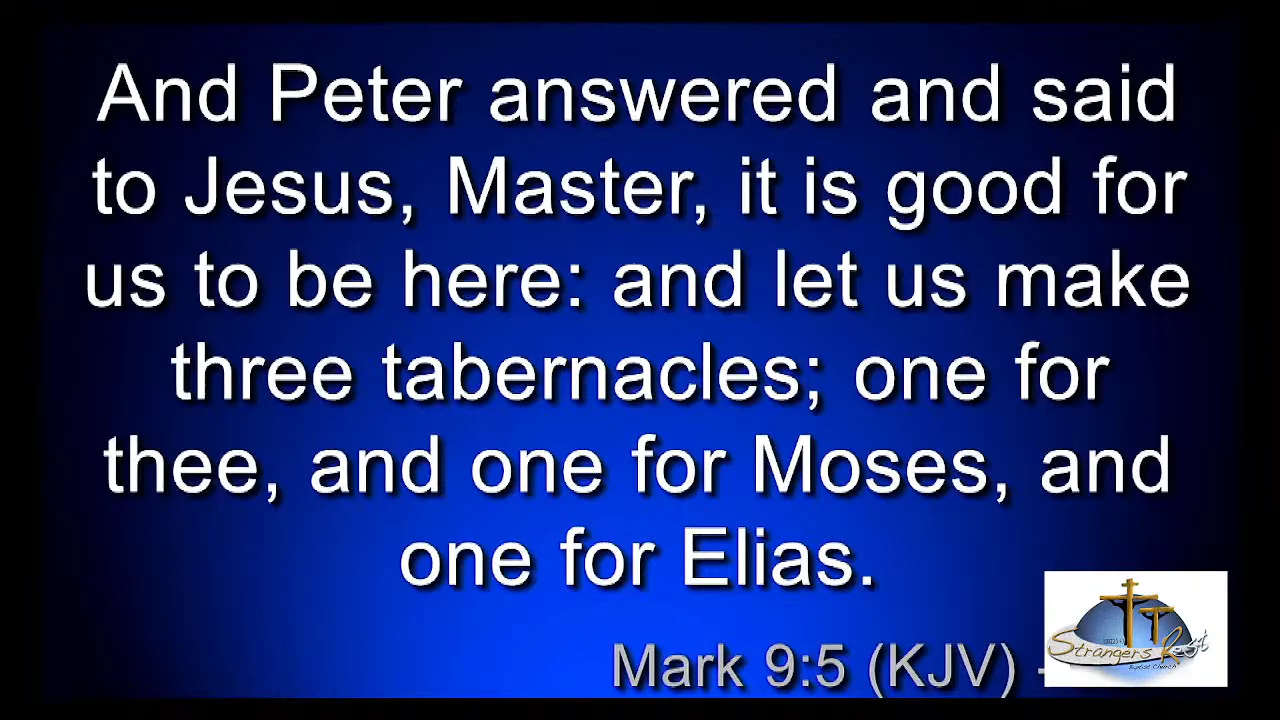 And Peter answered and said
to Jesus, Master, it is good for
us to be here: and let us make
three tabernacles; one for
thee, and one for Moses, and
one for Elias.
Mark 9:5 (KJV) -
Strangers Rest
Baptist Church